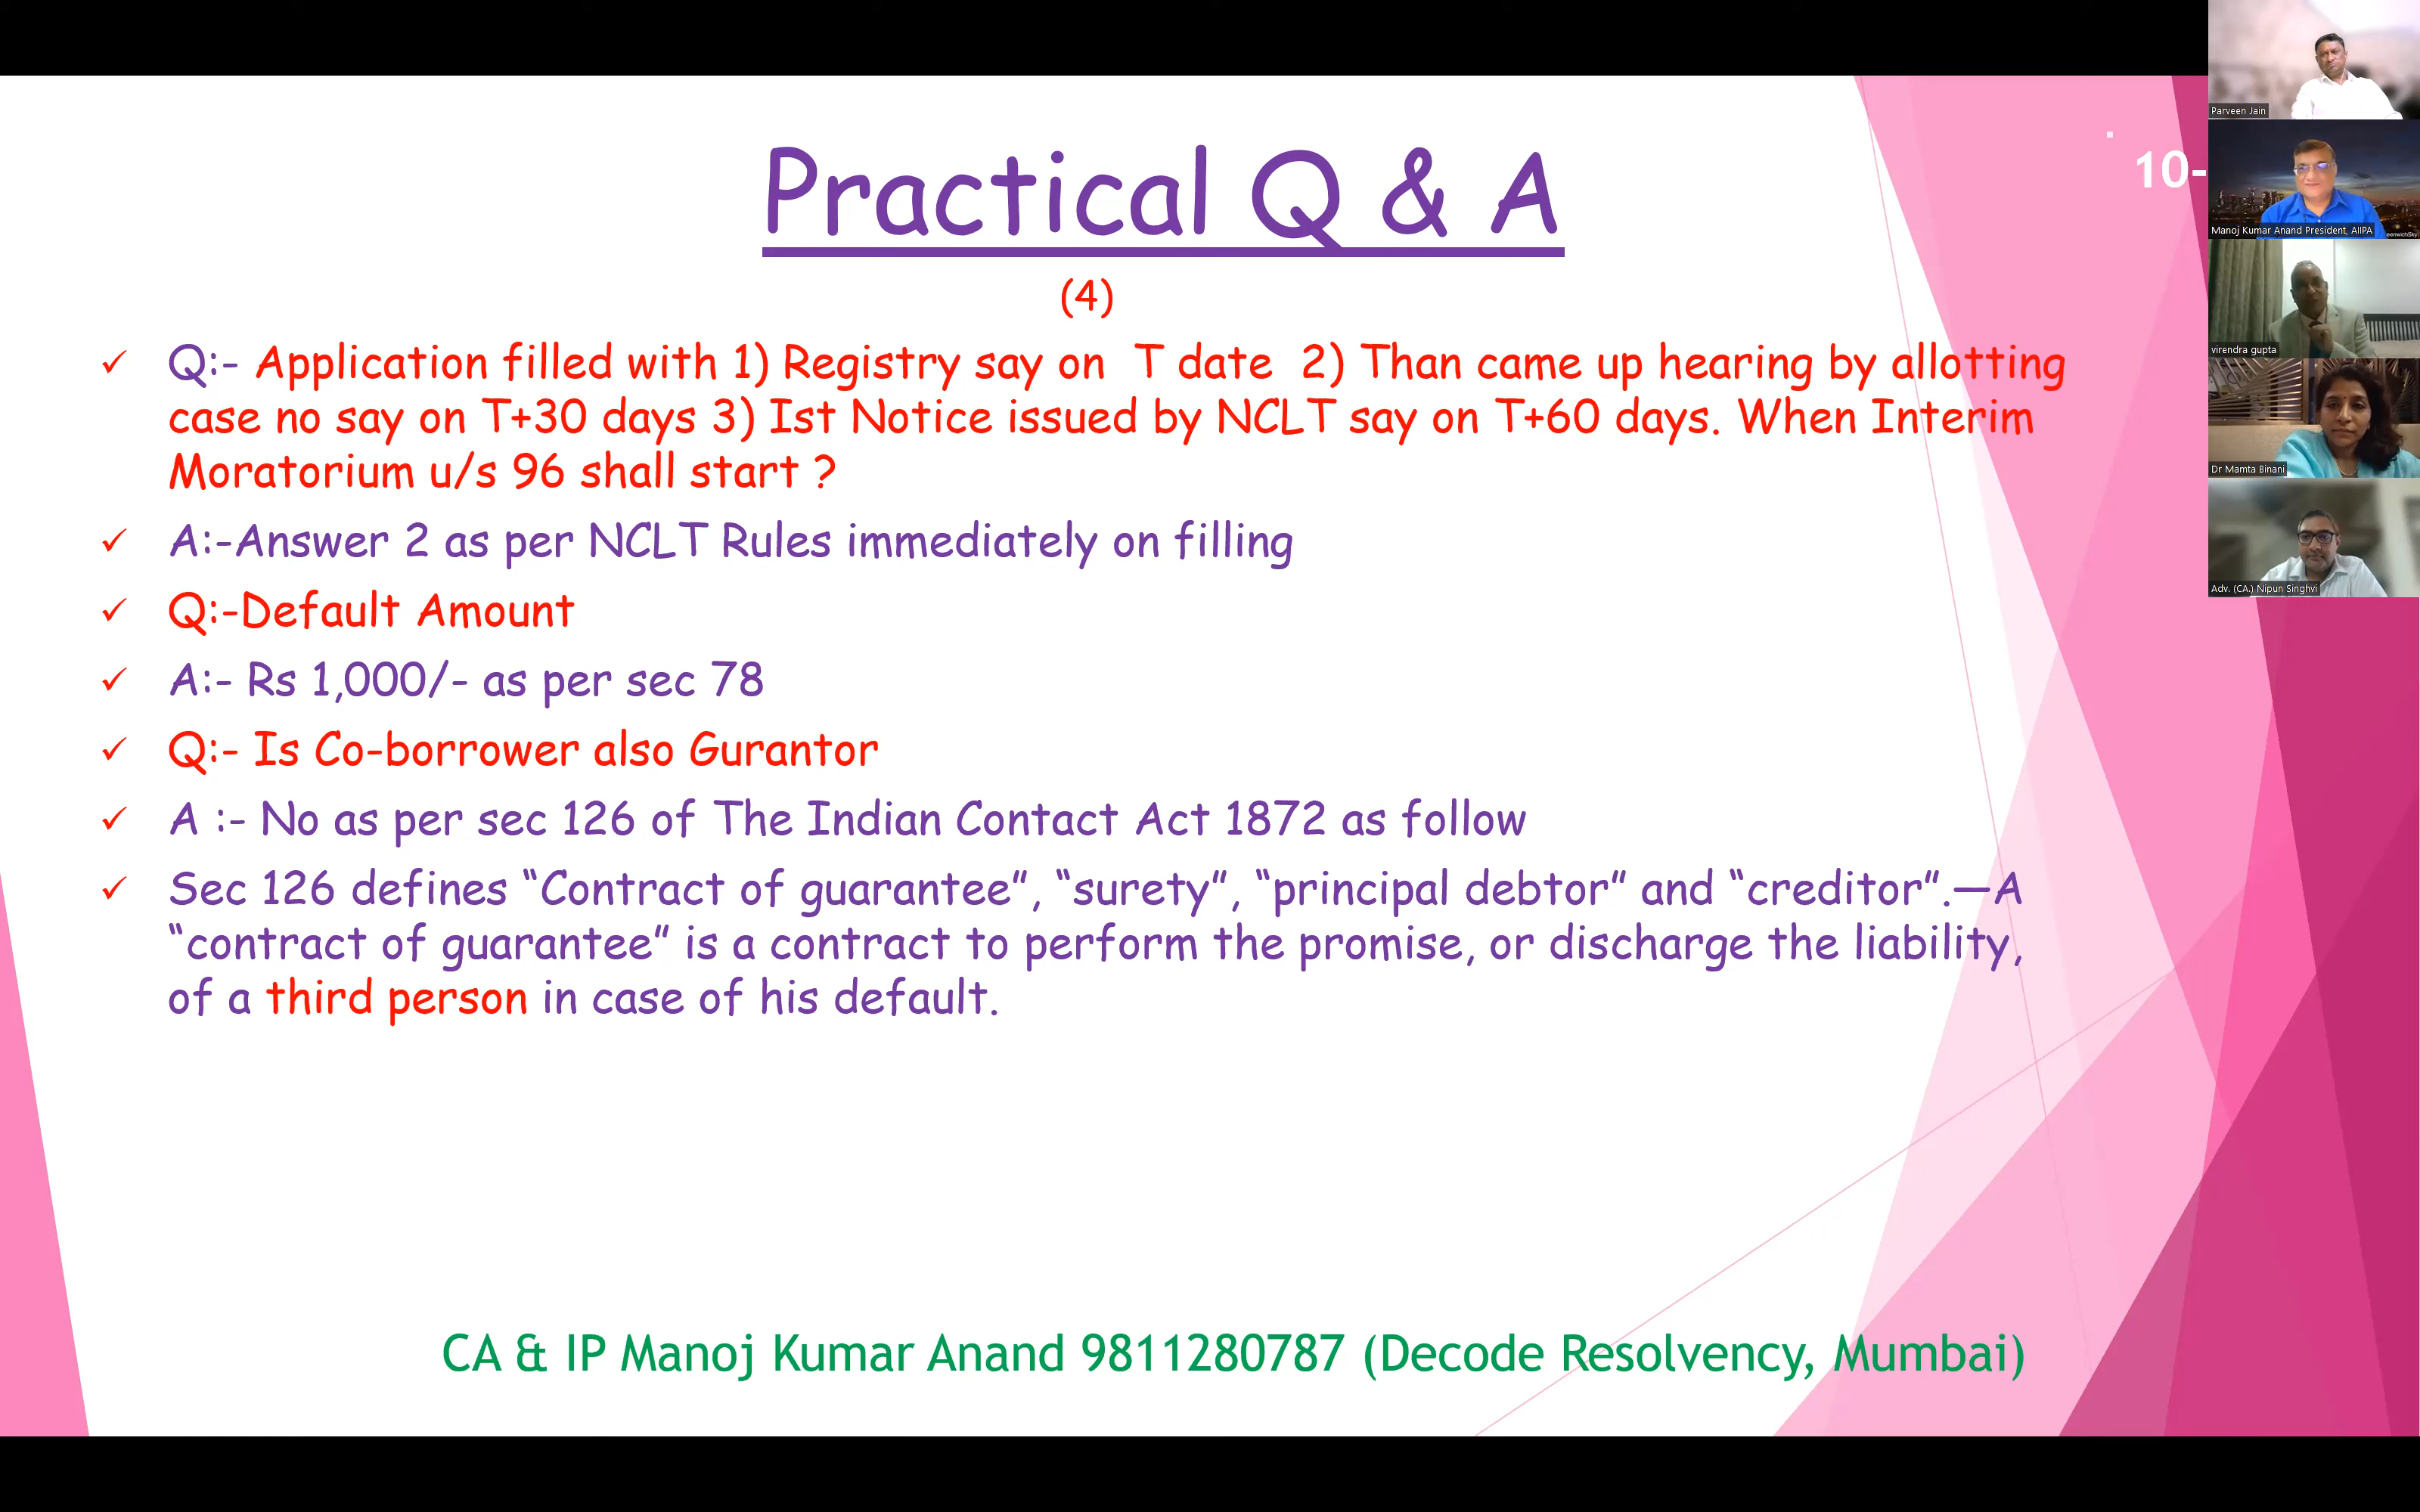 Practical Q & A
10-
(4)
✓ Q:- Application filled with 1) Registry say on T date 2) Than came up hearing by allotting
case no say on T+30 days 3) Ist Notice issued by NCLT say on T+60 days. When Interim
Moratorium u/s 96 shall start ?
✓ A:-Answer 2 as per NCLT Rules immediately on filling
✓ Q:-Default Amount
✓ A:- Rs 1,000/- as per sec 78
✓ Q:- Is Co-borrower also Gurantor
✓ A :- No as per sec 126 of The Indian Contact Act 1872 as follow
✓ Sec 126 defines “Contract of guarantee”, “surety”, “principal debtor” and “creditor”.—A
“contract of guarantee” is a contract to perform the promise, or discharge the liability,
of a third person in case of his default.
CA & IP Manoj Kumar Anand 9811280787 (Decode Resolvency, Mumbai)
Parveen Jain
Manoj Kumar Anand President, AIIPA
virendra gupta
Dr Mamta Binani
Adv. (CA.) Nipun Singhvi